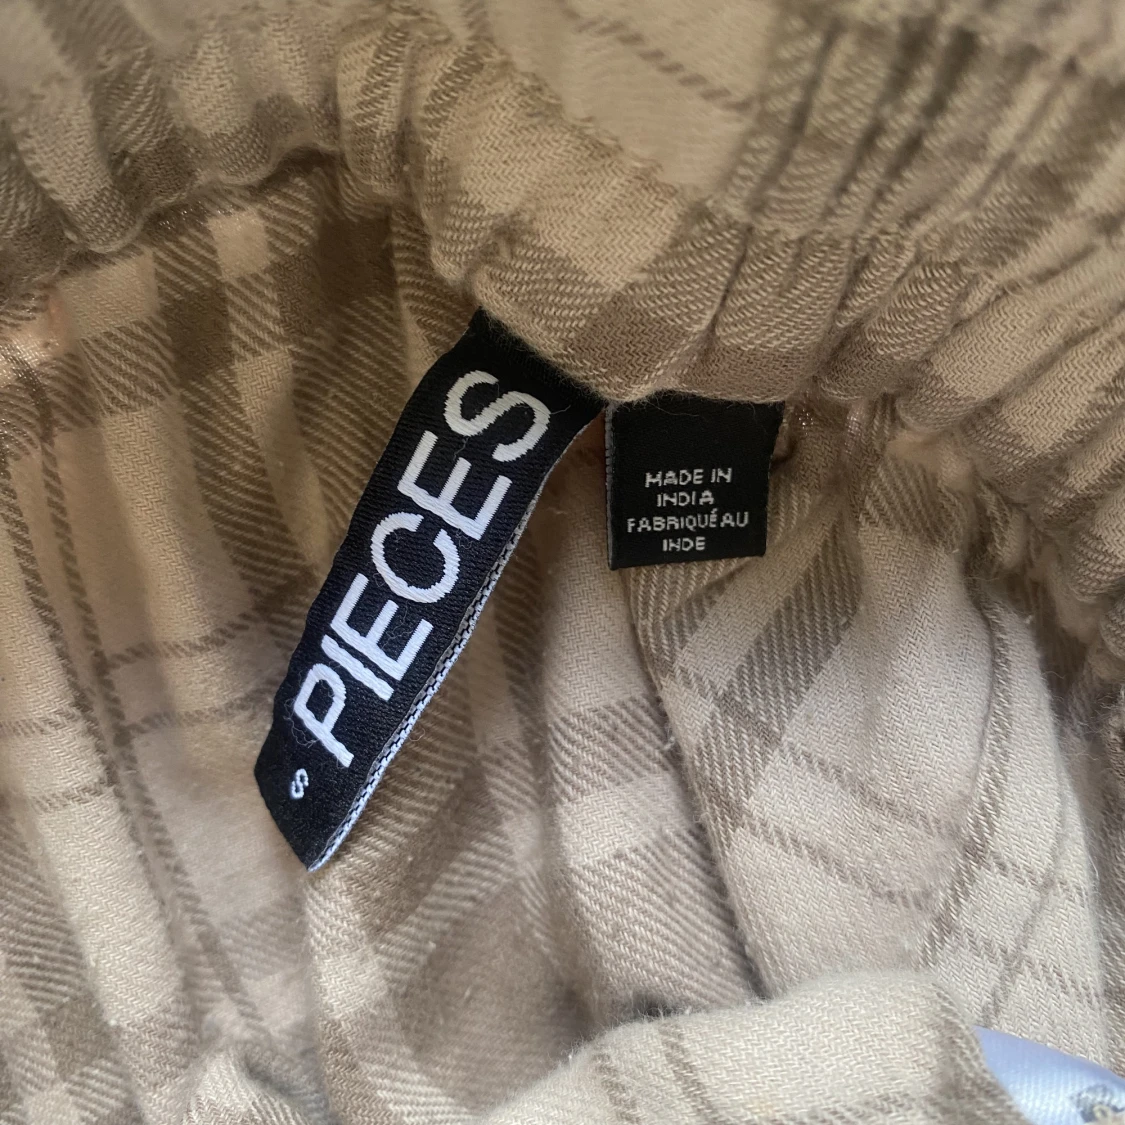 PIECES
S
MADE IN
INDIA
FABRIQUÉ AU
INDE